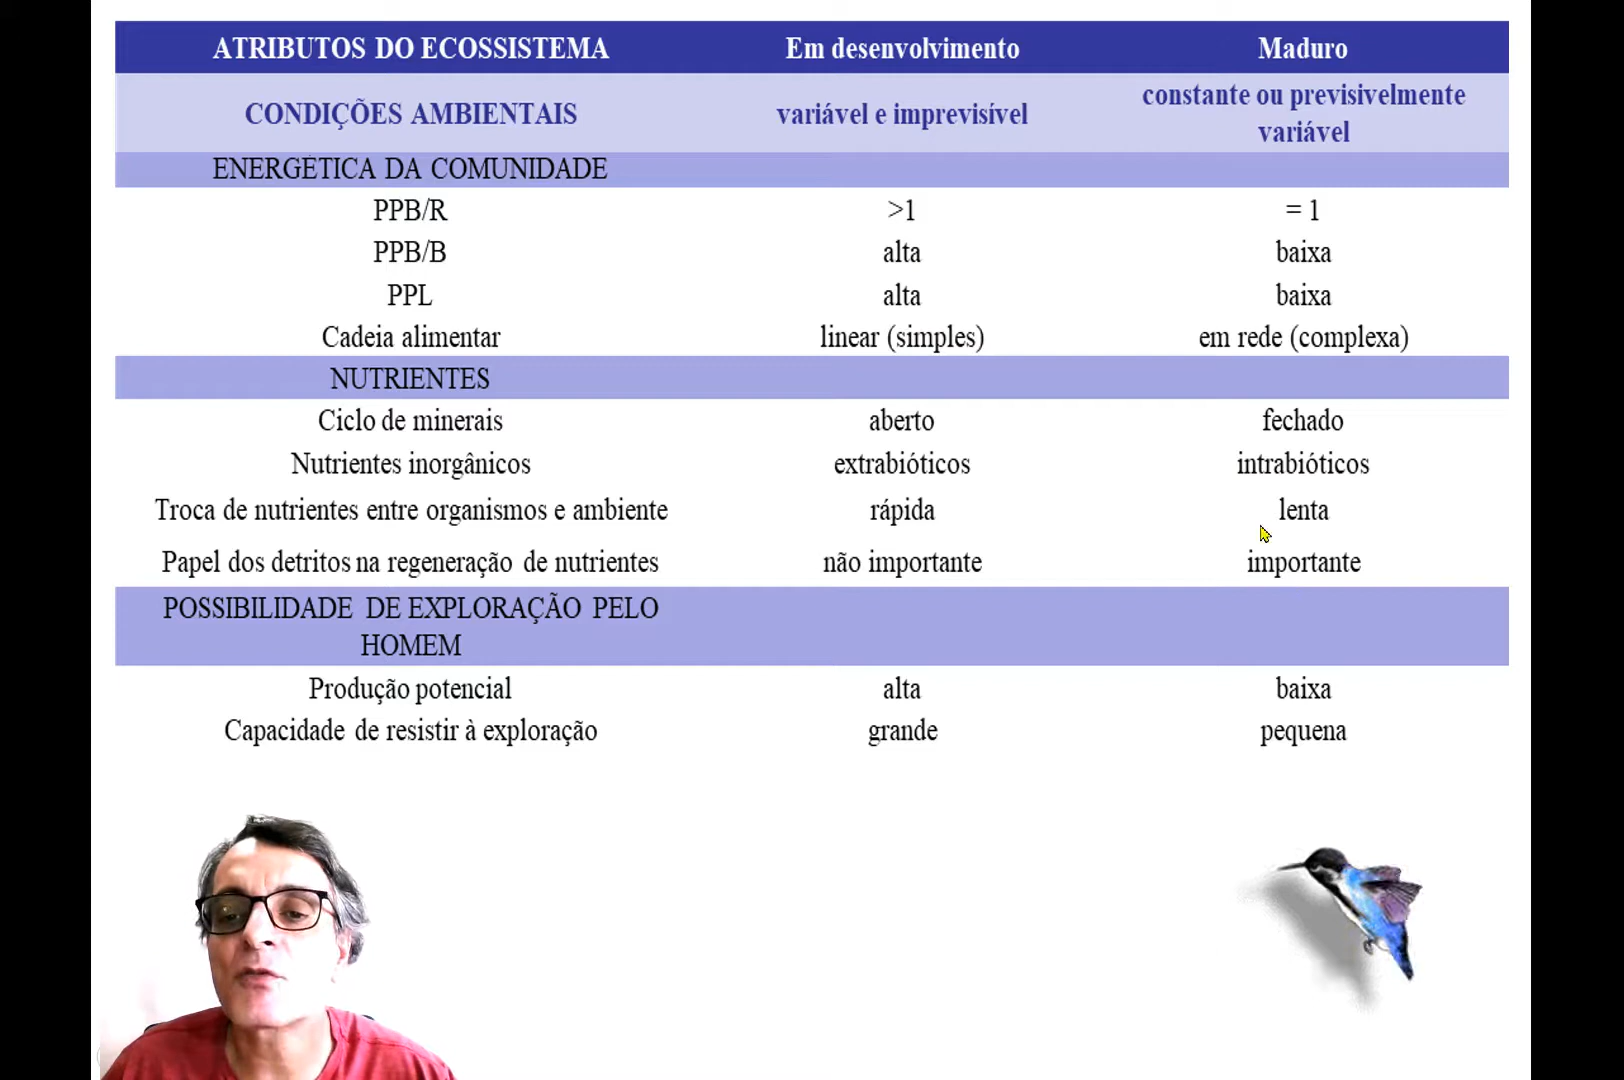 ATRIBUTOS DO ECOSSISTEMA Em desenvolvimento Maduro
CONDIÇÕES AMBIENTAIS variável e imprevisível constante ou previsivelmente variável
ENERGÉTICA DA COMUNIDADE
PPB/R >1 = 1
PPB/B alta baixa
PPL alta baixa
Cadeia alimentar linear (simples) em rede (complexa)
NUTRIENTES
Ciclo de minerais aberto fechado
Nutrientes inorgânicos extrabióticos intrabióticos
Troca de nutrientes entre organismos e ambiente rápida lenta
Papel dos detritos na regeneração de nutrientes não importante importante
POSSIBILIDADE DE EXPLORAÇÃO PELO
HOMEM
Produção potencial alta baixa
Capacidade de resistir à exploração grande pequena